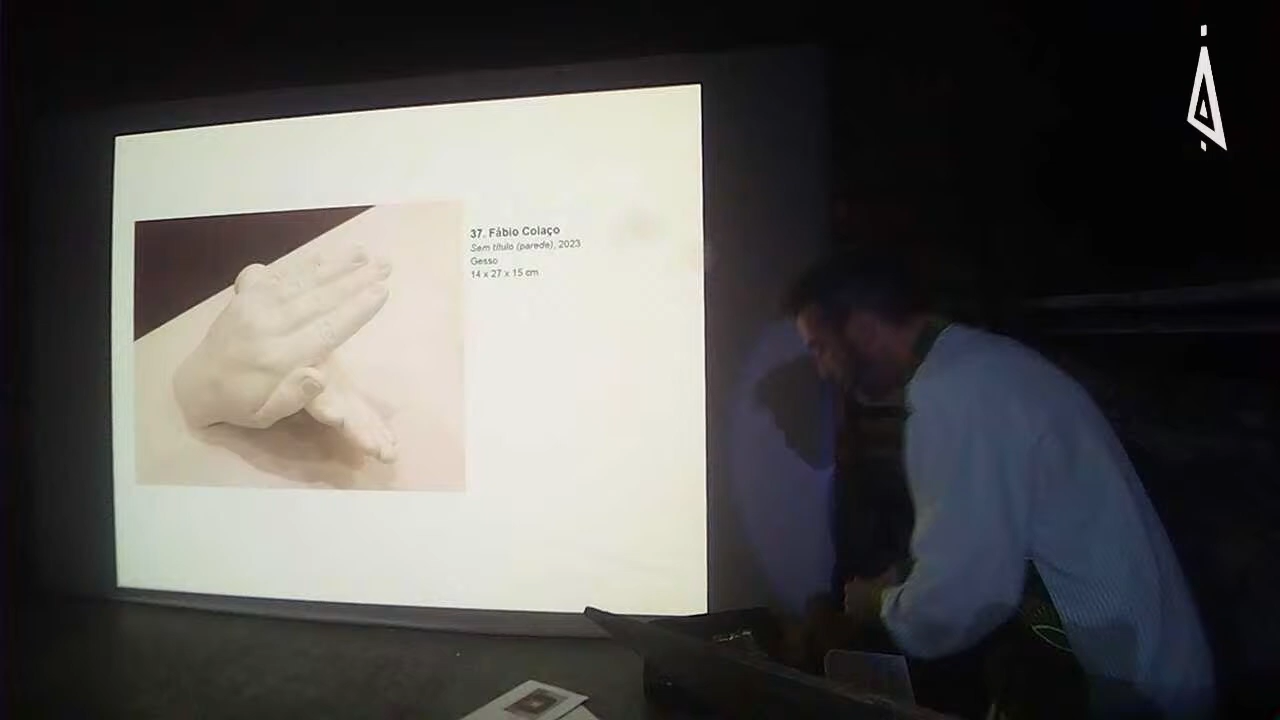 37. Fábio Colaço
Sem título (parede), 2023
Gesso
14 x 27 x 15 cm